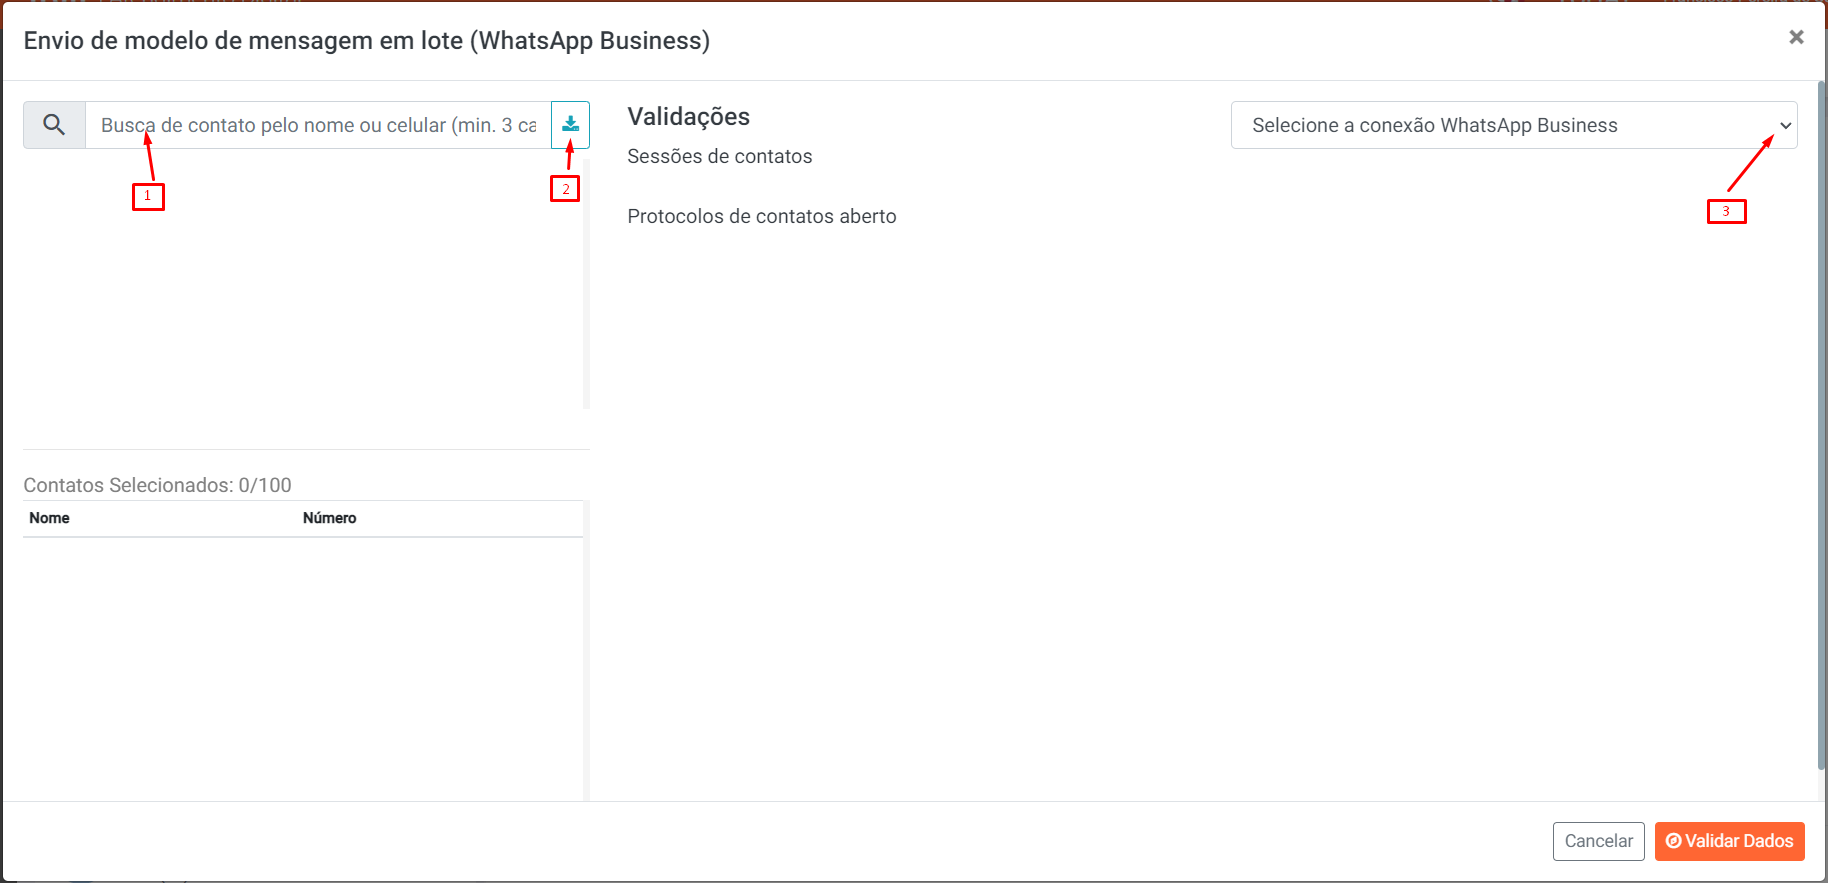 Envio de modelo de mensagem em lote (WhatsApp Business)
×
Busca de contato pelo nome ou celular (min. 3 ca
1
2
Validações
Sessões de contatos
Protocolos de contatos aberto
Selecione a conexão WhatsApp Business
3
Contatos Selecionados: 0/100
Nome Número
Cancelar
Validar Dados